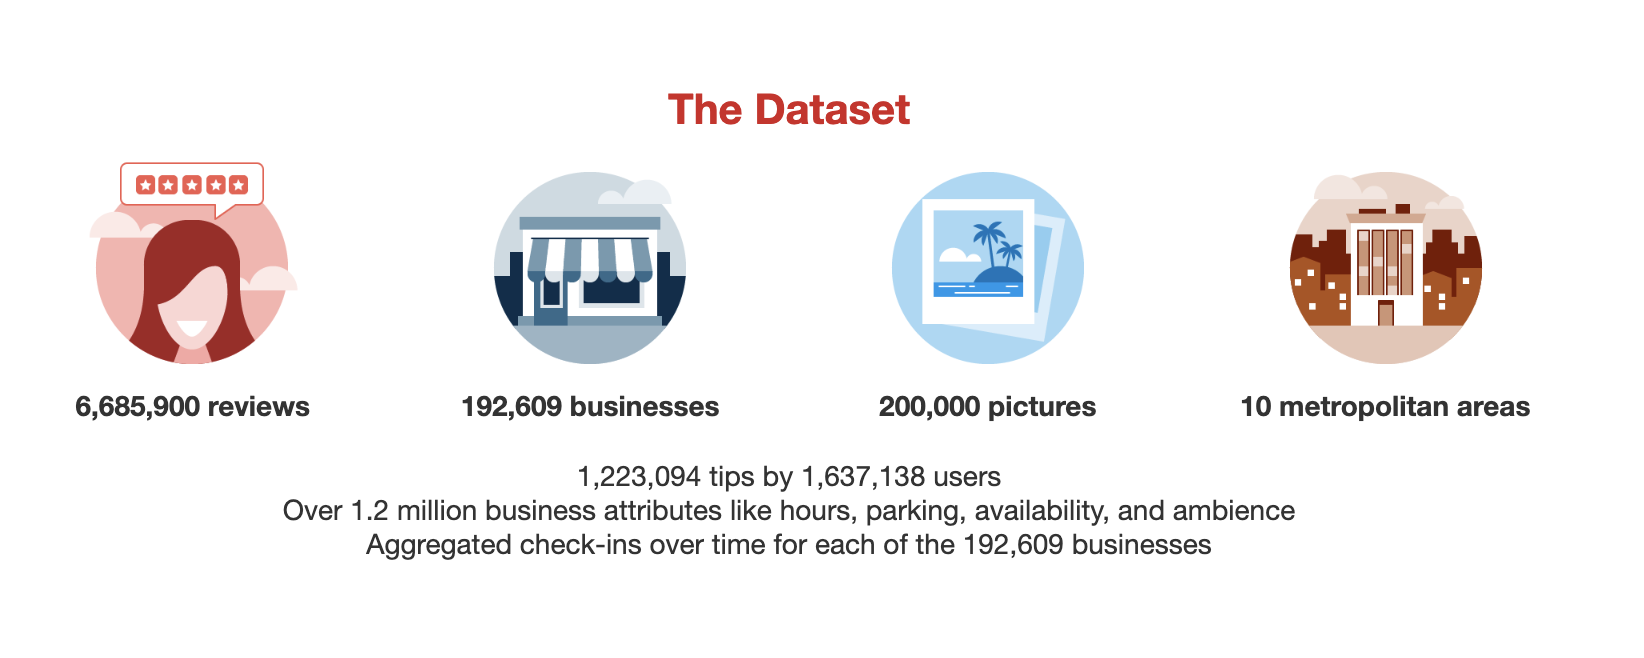 The Dataset
6,685,900 reviews
192,609 businesses
200,000 pictures
10 metropolitan areas
1,223,094 tips by 1,637,138 users
Over 1.2 million business attributes like hours, parking, availability, and ambience
Aggregated check-ins over time for each of the 192,609 businesses